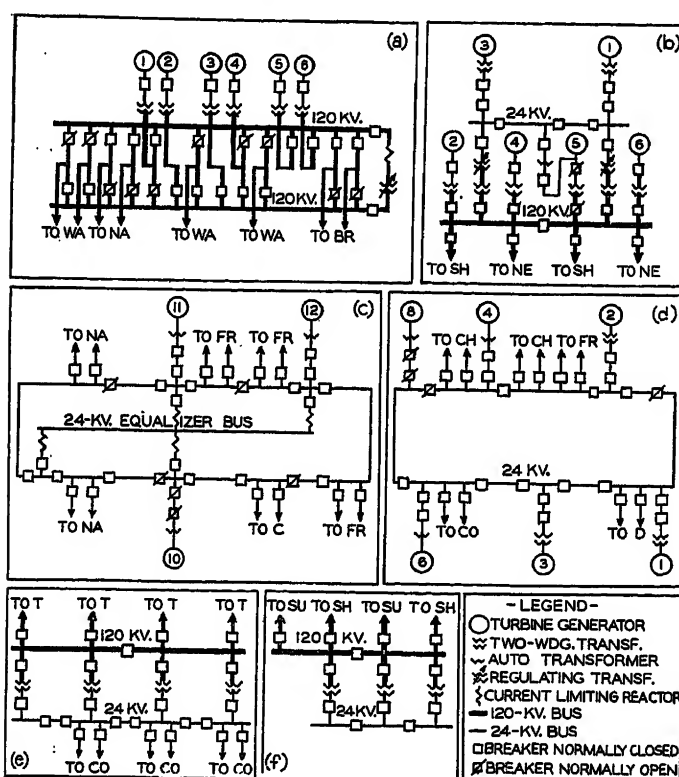 (a)
1 2 3 4 5 6
120 KV.
120 KV.
TO WA TO NA TO WA TO WA TO BR
(b)
3 1
24 KV.
2 4 5 6
120 KV.
TO SH TO NE TO SH TO NE
(c)
11 12
TO NA TO FR TO FR
24-KV. EQUALIZER BUS
TO NA TO C TO FR
10
(d)
8 4 2
TO CH TO CH TO FR
24 KV.
TO CO TO D
6 3 1
TO T TO T TO T TO T
120 KV.
24 KV.
(e)
TO CO TO CO TO CO
TO SU TO SH TO SU TO SH
120 KV.
24KV.
(f)
-LEGEND-
TURBINE GENERATOR
TWO-WDG. TRANSF.
AUTO TRANSFORMER
REGULATING TRANSF.
CURRENT LIMITING REACTOR
120-KV. BUS
24-KV. BUS
BREAKER NORMALLY CLOSED
BREAKER NORMALLY OPEN